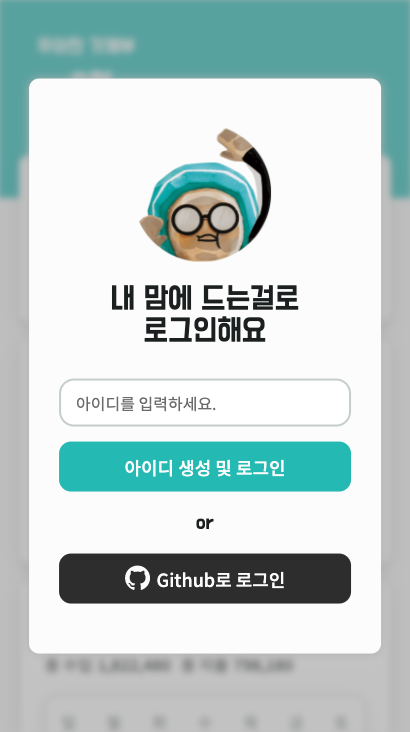 내 맘에 드는걸로
로그인해요
아이디를 입력하세요.
아이디 생성 및 로그인
or
Github로 로그인